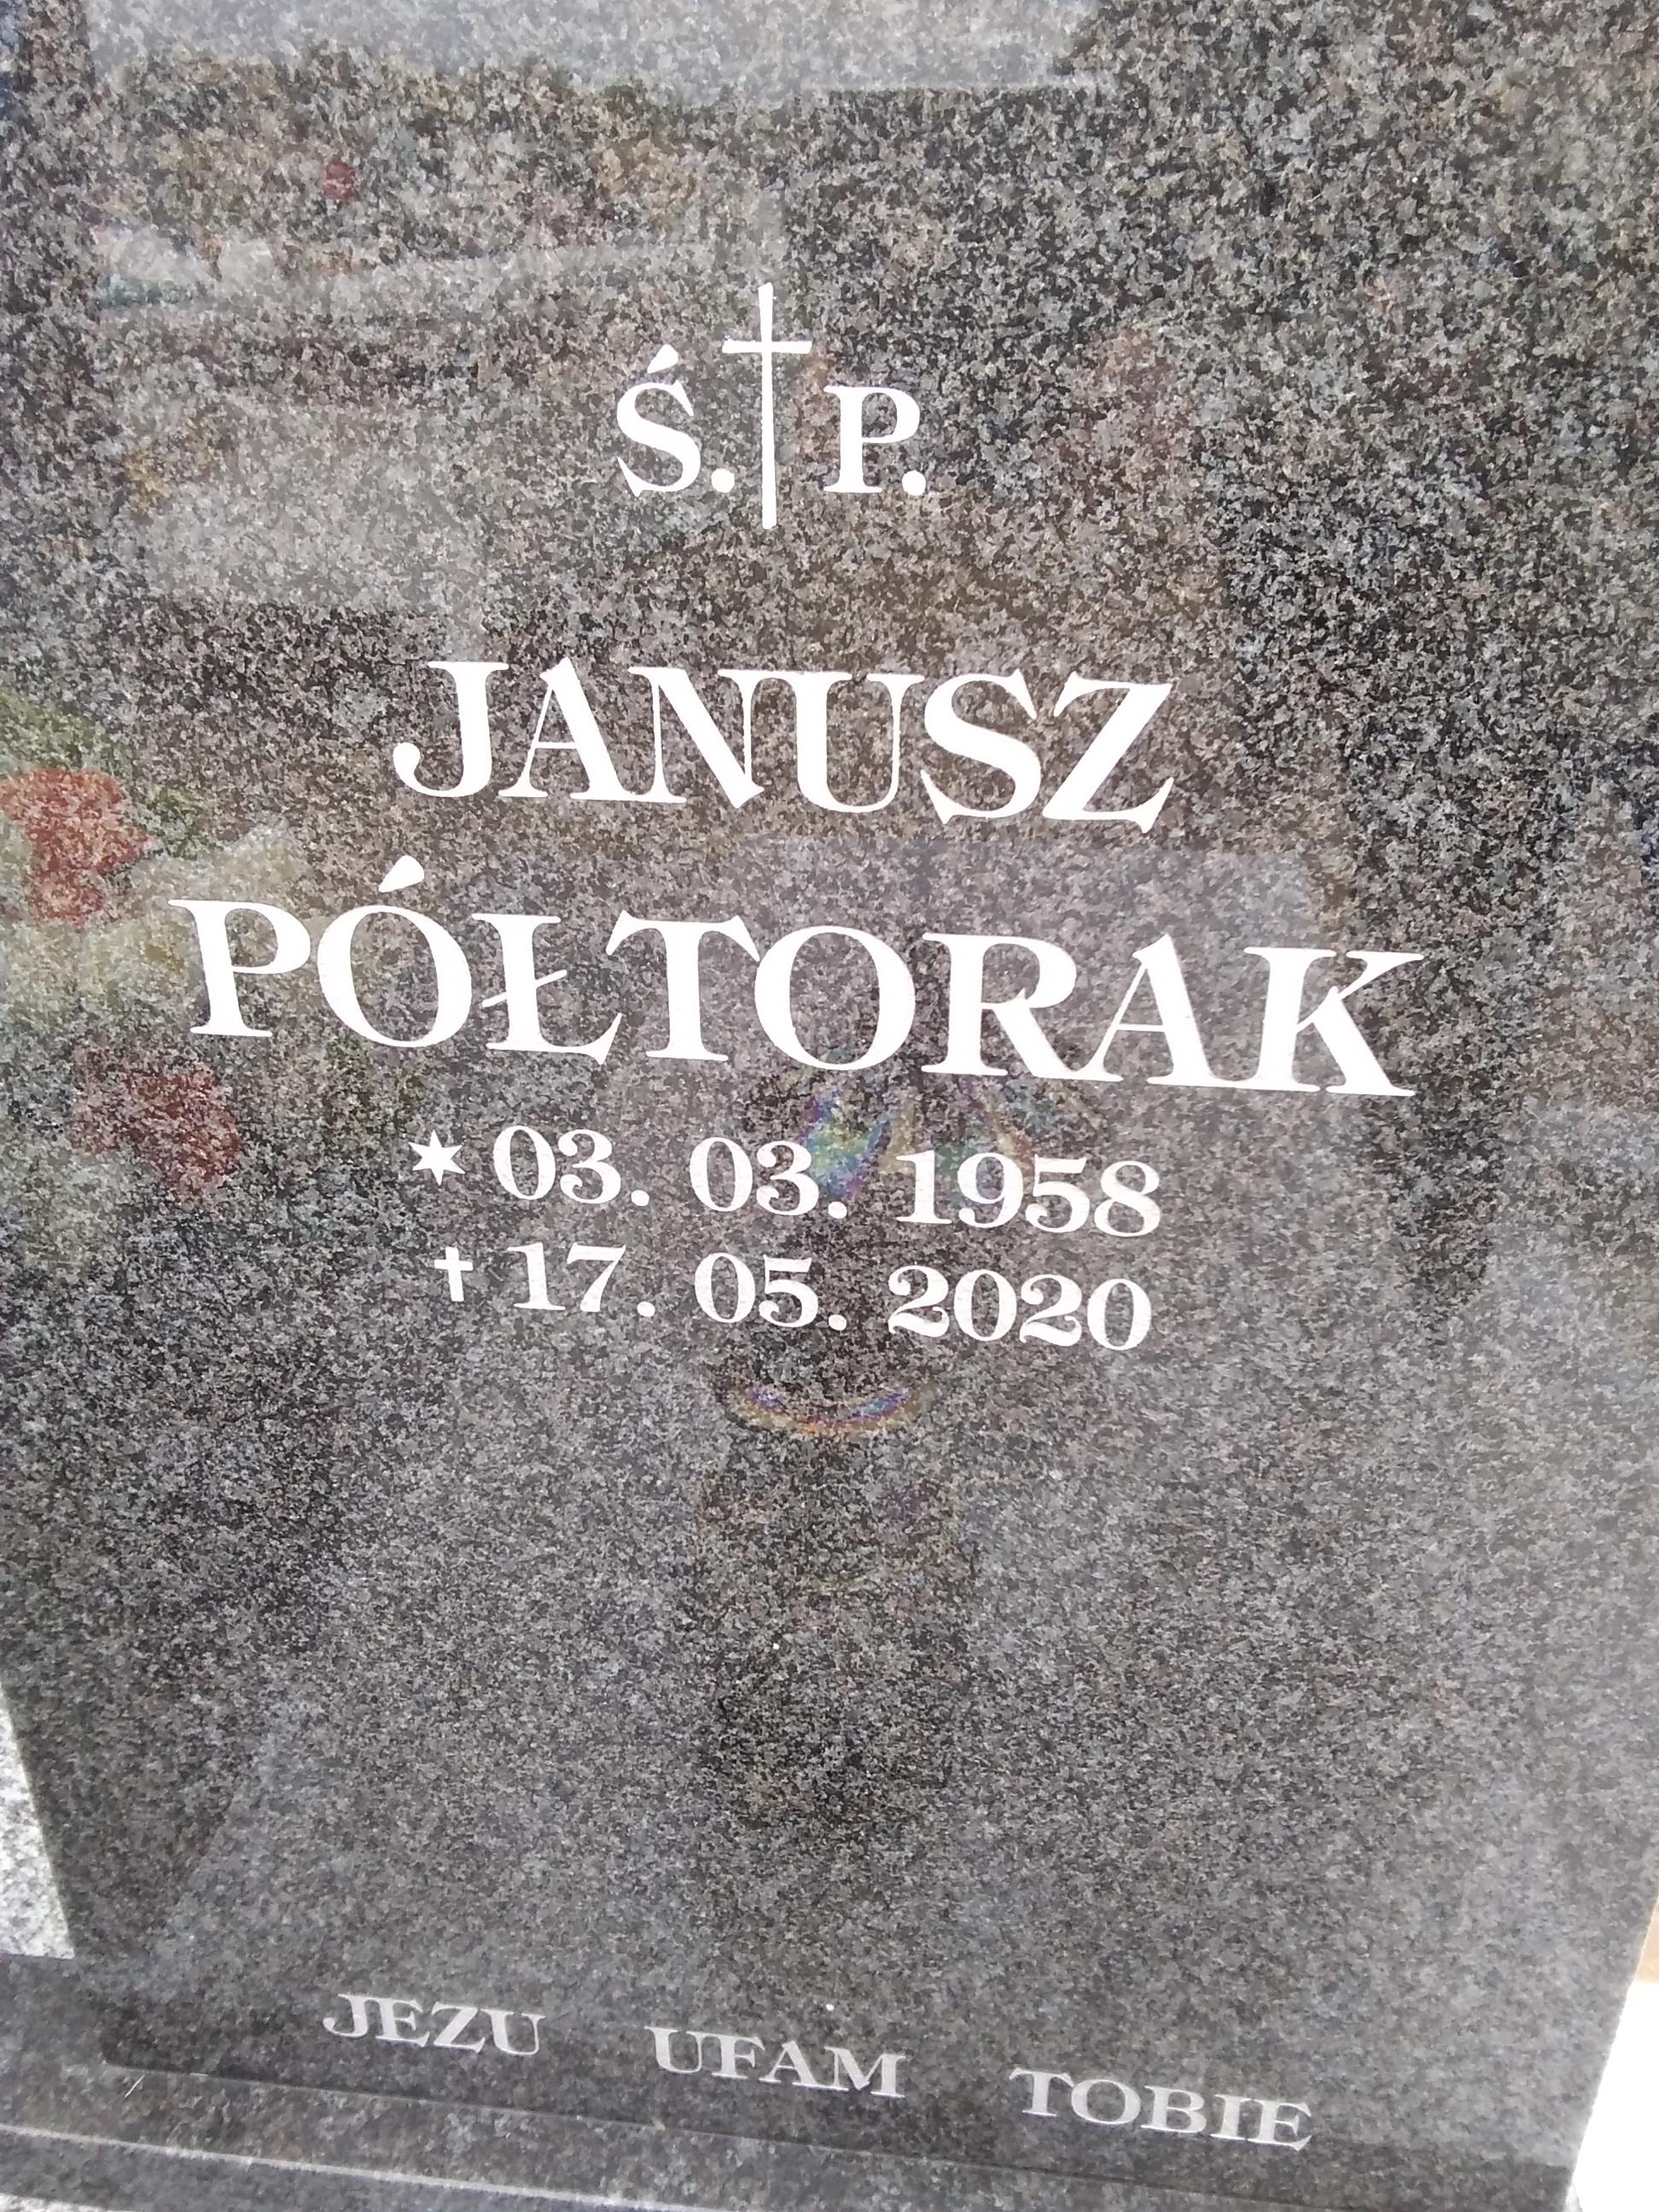 Ś.†P.
JANUSZ
PÓŁTORAK
✶ 03. 03. 1958
✝ 17. 05. 2020
JEZU UFAM TOBIE